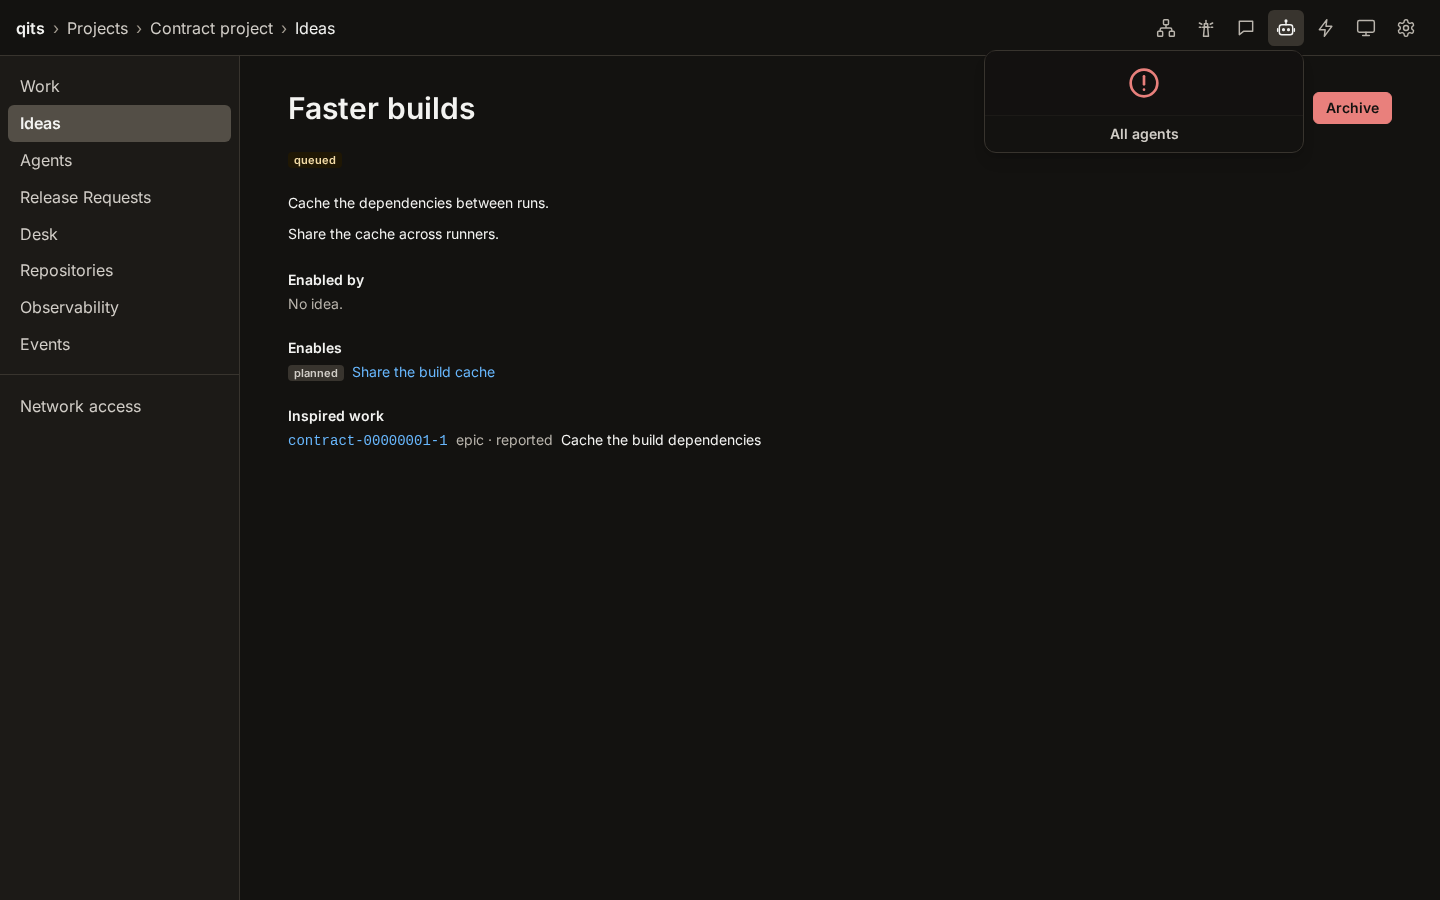 qits › Projects › Contract project › Ideas
Work
Ideas
Agents
Release Requests
Desk
Repositories
Observability
Events
Network access
Faster builds
All agents
Archive
queued
Cache the dependencies between runs.
Share the cache across runners.
Enabled by
No idea.
Enables
planned Share the build cache
Inspired work
contract-00000001-1 epic · reported Cache the build dependencies